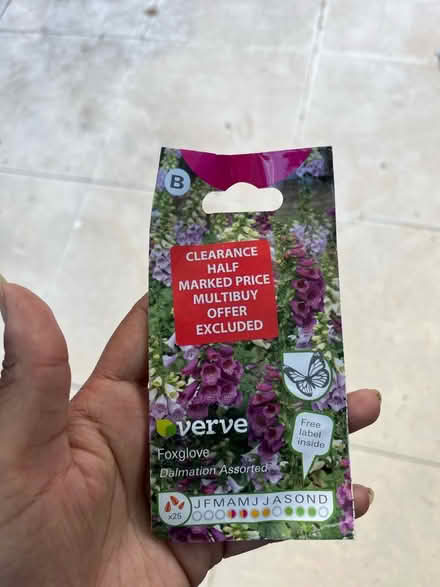 B
CLEARANCE
HALF
MARKED PRICE
MULTIBUY
OFFER
EXCLUDED
verve
Foxglove
Dalmation Assorted
Free
label
inside
x25
JFMAMJJASOND